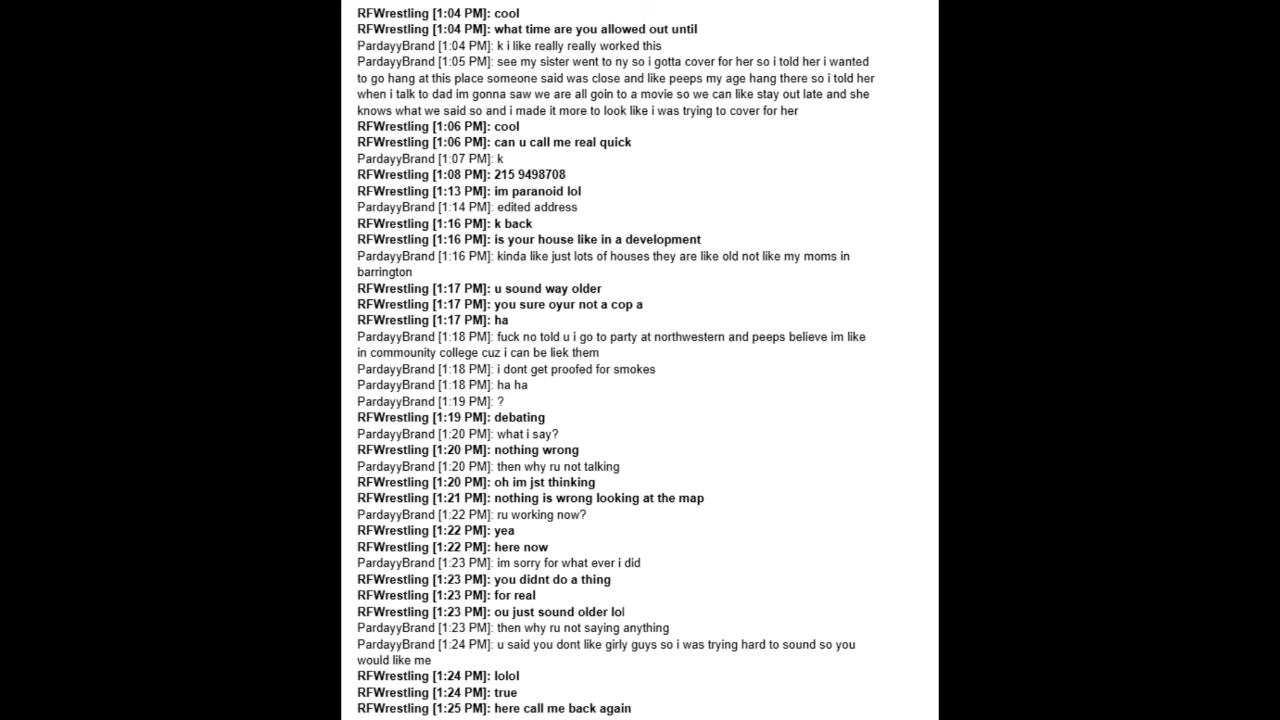 RFWrestling [1:04 PM]: cool
RFWrestling [1:04 PM]: what time are you allowed out until
PardayyBrand [1:04 PM]: k i like really really worked this
PardayyBrand [1:05 PM]: see my sister went to ny so i gotta cover for her so i told her i wanted
to go hang at this place someone said was close and like peeps my age hang there so i told her
when i talk to dad im gonna saw we are all goin to a movie so we can like stay out late and she
knows what we said so and i made it more to look like i was trying to cover for her
RFWrestling [1:06 PM]: cool
RFWrestling [1:06 PM]: can u call me real quick
PardayyBrand [1:07 PM]: k
RFWrestling [1:08 PM]: 215 9498708
RFWrestling [1:13 PM]: im paranoid lol
PardayyBrand [1:14 PM]: edited address
RFWrestling [1:16 PM]: k back
RFWrestling [1:16 PM]: is your house like in a development
PardayyBrand [1:16 PM]: kinda like just lots of houses they are like old not like my moms in
barrington
RFWrestling [1:17 PM]: u sound way older
RFWrestling [1:17 PM]: you sure oyur not a cop a
RFWrestling [1:17 PM]: ha
PardayyBrand [1:18 PM]: fuck no told u i go to party at northwestern and peeps believe im like
in commounity college cuz i can be liek them
PardayyBrand [1:18 PM]: i dont get proofed for smokes
PardayyBrand [1:18 PM]: ha ha
PardayyBrand [1:19 PM]: ?
RFWrestling [1:19 PM]: debating
PardayyBrand [1:20 PM]: what i say?
RFWrestling [1:20 PM]: nothing wrong
PardayyBrand [1:20 PM]: then why ru not talking
RFWrestling [1:20 PM]: oh im jst thinking
RFWrestling [1:21 PM]: nothing is wrong looking at the map
PardayyBrand [1:22 PM]: ru working now?
RFWrestling [1:22 PM]: yea
RFWrestling [1:22 PM]: here now
PardayyBrand [1:23 PM]: im sorry for what ever i did
RFWrestling [1:23 PM]: you didnt do a thing
RFWrestling [1:23 PM]: for real
RFWrestling [1:23 PM]: ou just sound older lol
PardayyBrand [1:23 PM]: then why ru not saying anything
PardayyBrand [1:24 PM]: u said you dont like girly guys so i was trying hard to sound so you
would like me
RFWrestling [1:24 PM]: lolol
RFWrestling [1:24 PM]: true
RFWrestling [1:25 PM]: here call me back again